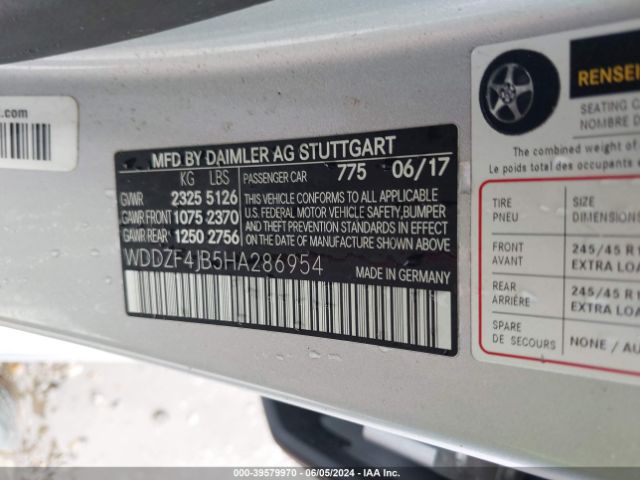 .com
MFD BY DAIMLER AG STUTTGART
KG LBS PASSENGER CAR 775 06/17
GVWR 2325 5126
GAWR FRONT 1075 2370
GAWR REAR 1250 2756
THIS VEHICLE CONFORMS TO ALL APPLICABLE
U.S. FEDERAL MOTOR VEHICLE SAFETY, BUMPER
AND THEFT PREVENTION STANDARDS IN EFFECT
ON THE DATE OF MANUFACTURE SHOWN ABOVE
WDDZF4JB5HA286954
MADE IN GERMANY
RENSEI
SEATING
NOMBRE D
The combined weight of
Le poids total des occupants
TIRE
PNEU
SIZE
DIMENSIONS
FRONT
AVANT
245/45 R1
EXTRA LOA
REAR
ARRIÈRE
245/45 R1
EXTRA LOA
SPARE
DE SECOURS
NONE / AU
000-39579970 - 06/05/2024 - IAA Inc.